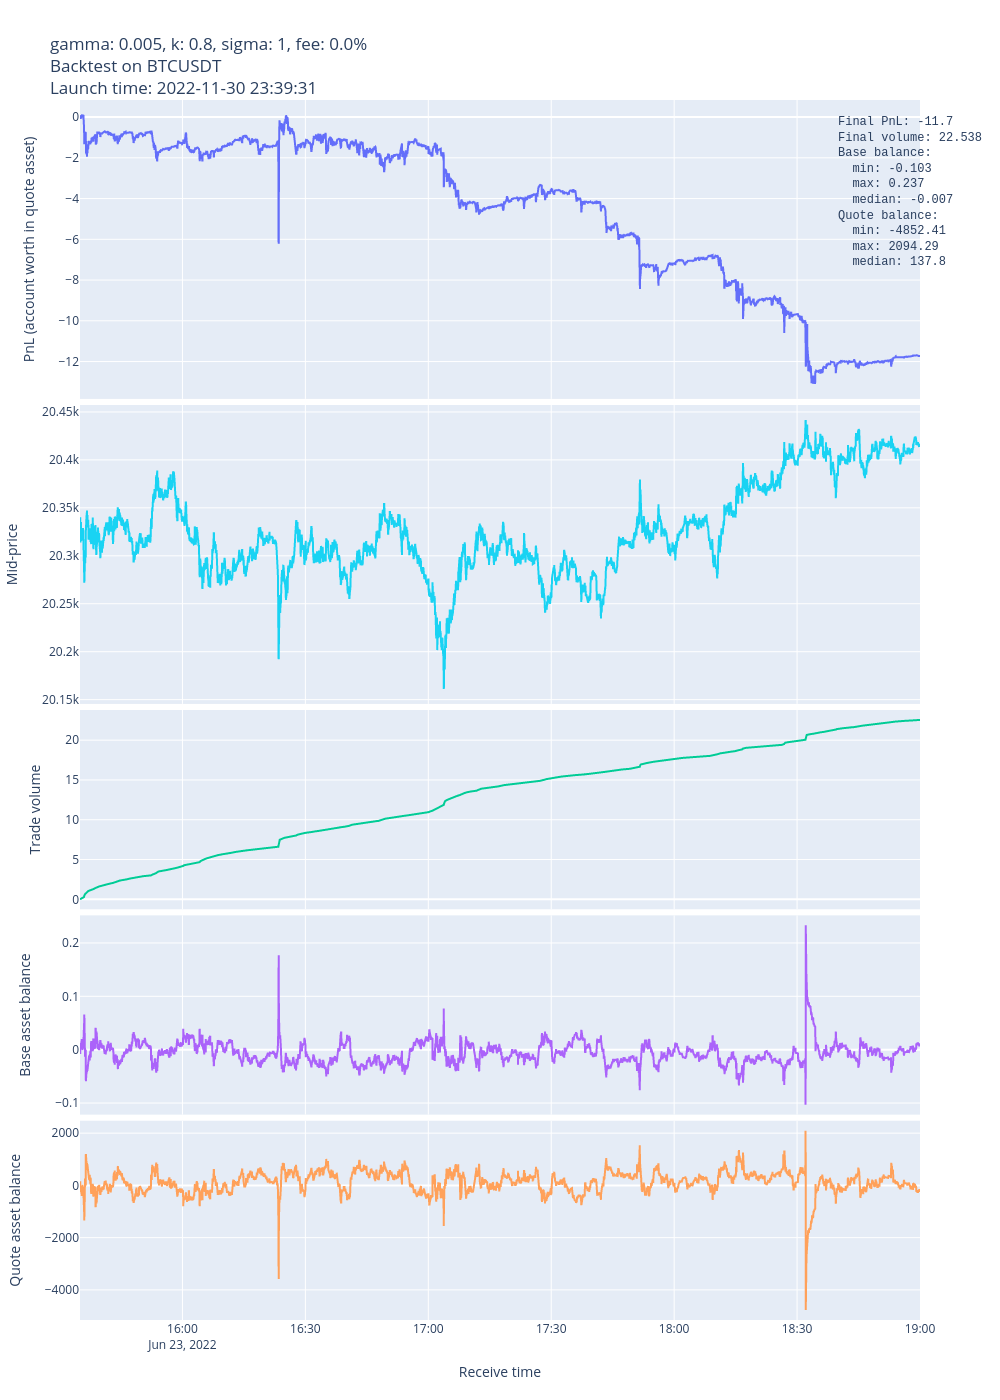 gamma: 0.005, k: 0.8, sigma: 1, fee: 0.0%
Backtest on BTCUSDT
Launch time: 2022-11-30 23:39:31
Final PnL: -11.7
Final volume: 22.538
Base balance:
min: -0.103
max: 0.237
median: -0.007
Quote balance:
min: -4852.41
max: 2094.29
median: 137.8
PnL (account worth in quote asset)
0
−2
−4
−6
−8
−10
−12
Mid-price
20.45k
20.4k
20.35k
20.3k
20.25k
20.2k
20.15k
Trade volume
20
15
10
5
0
Base asset balance
0.2
0.1
0
−0.1
Quote asset balance
2000
0
−2000
−4000
16:00
16:30
17:00
17:30
18:00
18:30
19:00
Jun 23, 2022
Receive time